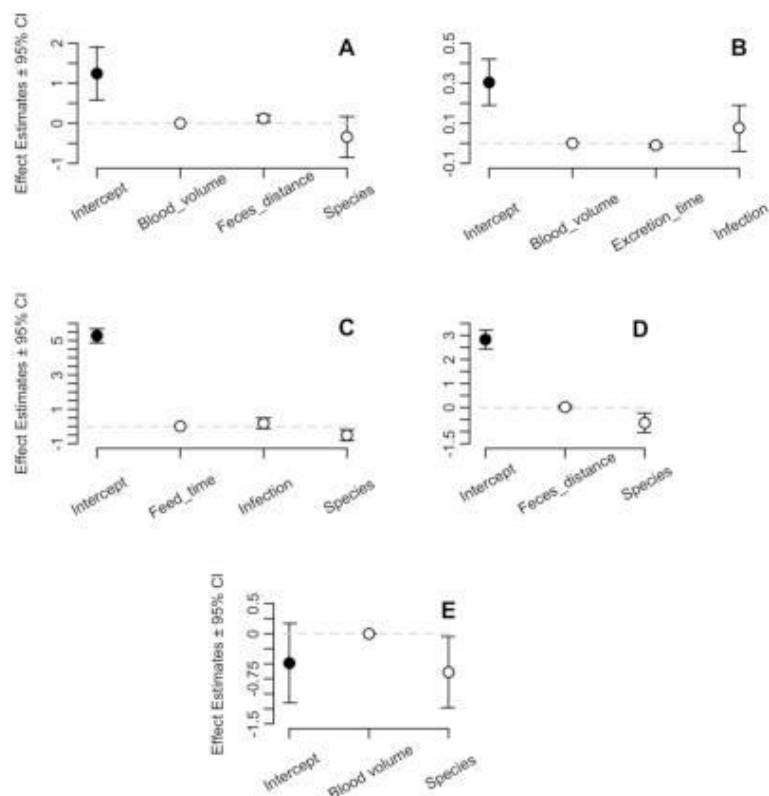 A
Effect Estimates ± 95% CI
2
1
0
-1
Intercept
Blood_volume
Feces_distance
Species
B
0.5
0.3
0.1
-0.1
Intercept
Blood_volume
Excretion_time
Infection
C
Effect Estimates ± 95% CI
5
3
1
-1
Intercept
Feed_time
Infection
Species
D
3
2
0
-1.5
Intercept
Feces_distance
Species
E
Effect Estimates ± 95% CI
0.5
0
-0.75
-1.5
Intercept
Blood volume
Species